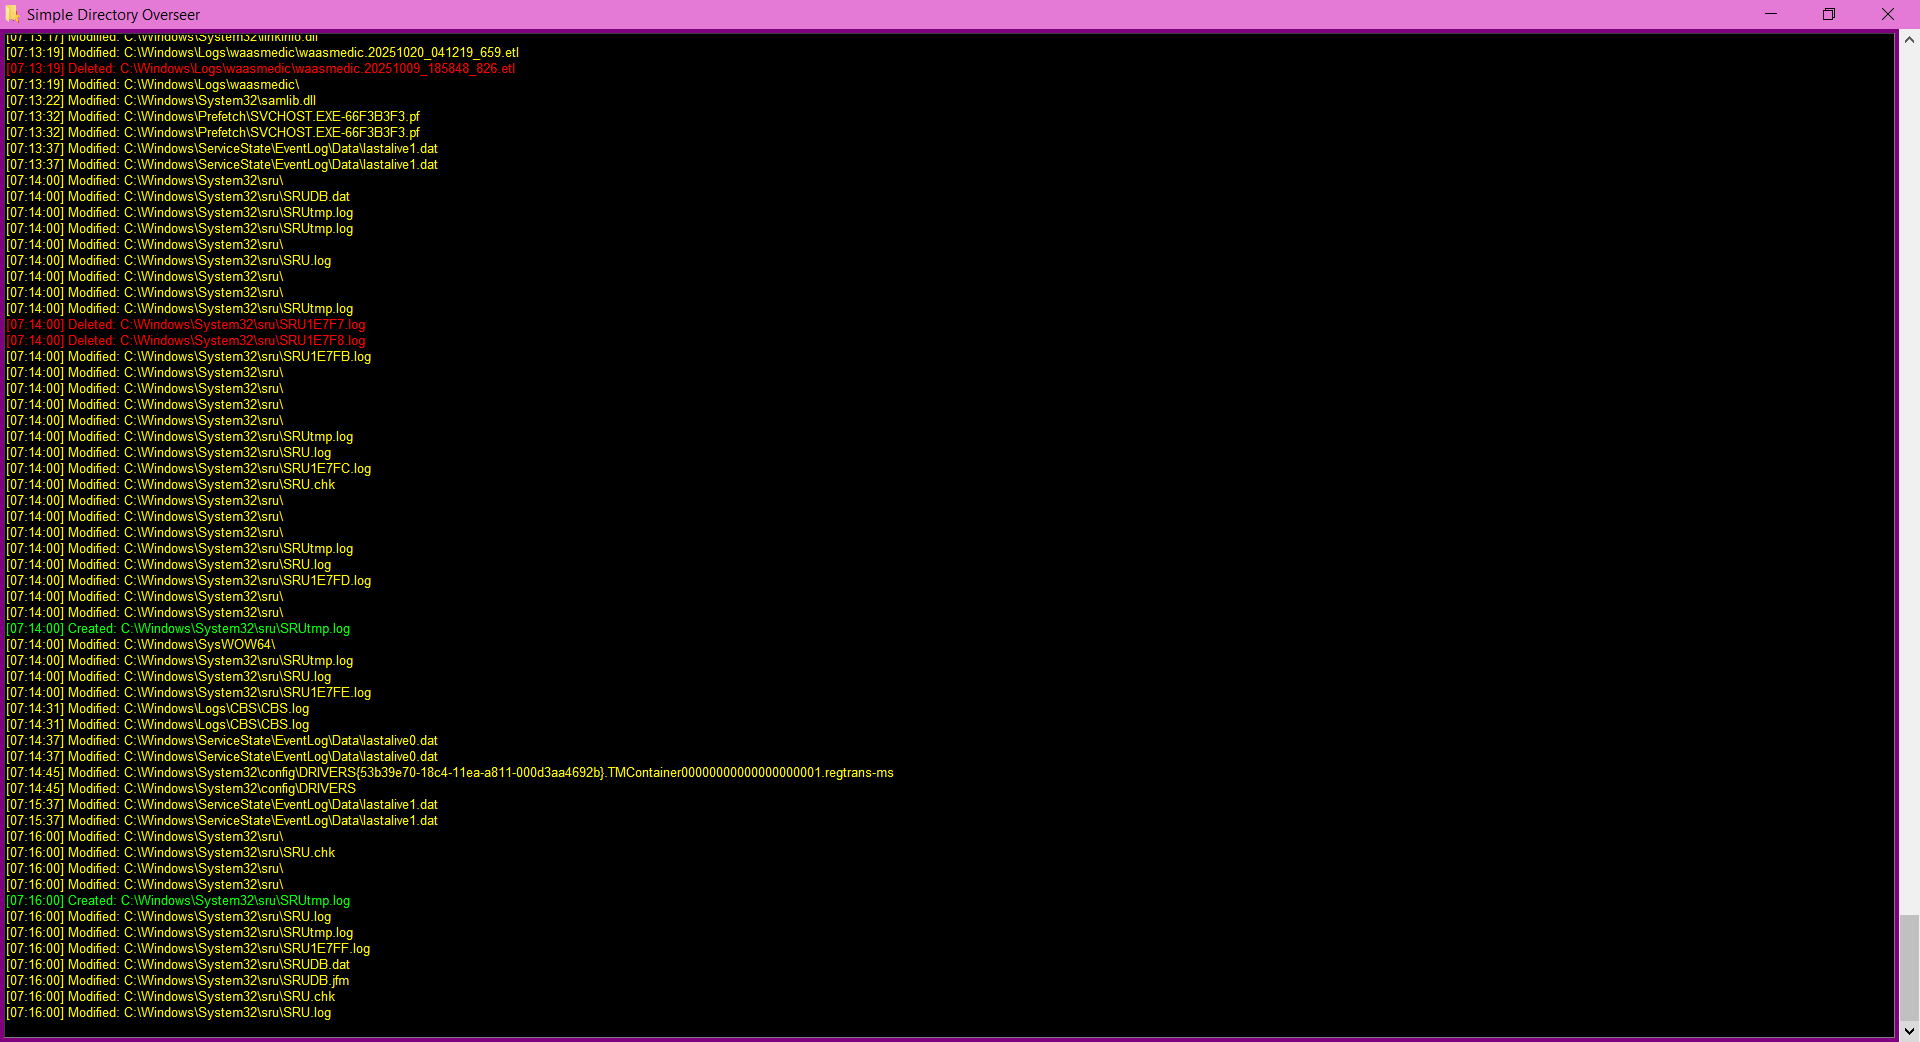 Simple Directory Overseer
[07:13:17] Modified: C:\Windows\System32\linkinfo.dll
[07:13:19] Modified: C:\Windows\Logs\waasmedic\waasmedic.20251020_041219_659.etl
[07:13:19] Deleted: C:\Windows\Logs\waasmedic\waasmedic.20251009_185848_826.etl
[07:13:19] Modified: C:\Windows\Logs\waasmedic\
[07:13:22] Modified: C:\Windows\System32\samlib.dll
[07:13:32] Modified: C:\Windows\Prefetch\SVCHOST.EXE-66F3B3F3.pf
[07:13:32] Modified: C:\Windows\Prefetch\SVCHOST.EXE-66F3B3F3.pf
[07:13:37] Modified: C:\Windows\ServiceState\EventLog\Data\lastalive1.dat
[07:13:37] Modified: C:\Windows\ServiceState\EventLog\Data\lastalive1.dat
[07:14:00] Modified: C:\Windows\System32\sru\
[07:14:00] Modified: C:\Windows\System32\sru\SRUDB.dat
[07:14:00] Modified: C:\Windows\System32\sru\SRUtmp.log
[07:14:00] Modified: C:\Windows\System32\sru\SRUtmp.log
[07:14:00] Modified: C:\Windows\System32\sru\
[07:14:00] Modified: C:\Windows\System32\sru\SRU.log
[07:14:00] Modified: C:\Windows\System32\sru\
[07:14:00] Modified: C:\Windows\System32\sru\
[07:14:00] Modified: C:\Windows\System32\sru\SRUtmp.log
[07:14:00] Deleted: C:\Windows\System32\sru\SRU1E7F7.log
[07:14:00] Deleted: C:\Windows\System32\sru\SRU1E7F8.log
[07:14:00] Modified: C:\Windows\System32\sru\SRU1E7FB.log
[07:14:00] Modified: C:\Windows\System32\sru\
[07:14:00] Modified: C:\Windows\System32\sru\
[07:14:00] Modified: C:\Windows\System32\sru\
[07:14:00] Modified: C:\Windows\System32\sru\
[07:14:00] Modified: C:\Windows\System32\sru\SRUtmp.log
[07:14:00] Modified: C:\Windows\System32\sru\SRU.log
[07:14:00] Modified: C:\Windows\System32\sru\SRU1E7FC.log
[07:14:00] Modified: C:\Windows\System32\sru\SRU.chk
[07:14:00] Modified: C:\Windows\System32\sru\
[07:14:00] Modified: C:\Windows\System32\sru\
[07:14:00] Modified: C:\Windows\System32\sru\
[07:14:00] Modified: C:\Windows\System32\sru\SRUtmp.log
[07:14:00] Modified: C:\Windows\System32\sru\SRU.log
[07:14:00] Modified: C:\Windows\System32\sru\SRU1E7FD.log
[07:14:00] Modified: C:\Windows\System32\sru\
[07:14:00] Modified: C:\Windows\System32\sru\
[07:14:00] Created: C:\Windows\System32\sru\SRUtmp.log
[07:14:00] Modified: C:\Windows\SysWOW64\
[07:14:00] Modified: C:\Windows\System32\sru\SRUtmp.log
[07:14:00] Modified: C:\Windows\System32\sru\SRU.log
[07:14:00] Modified: C:\Windows\System32\sru\SRU1E7FE.log
[07:14:31] Modified: C:\Windows\Logs\CBS\CBS.log
[07:14:31] Modified: C:\Windows\Logs\CBS\CBS.log
[07:14:37] Modified: C:\Windows\ServiceState\EventLog\Data\lastalive0.dat
[07:14:37] Modified: C:\Windows\ServiceState\EventLog\Data\lastalive0.dat
[07:14:45] Modified: C:\Windows\System32\config\DRIVERS{53b39e70-18c4-11ea-a811-000d3aa4692b}.TMContainer00000000000000000001.regtrans-ms
[07:14:45] Modified: C:\Windows\System32\config\DRIVERS
[07:15:37] Modified: C:\Windows\ServiceState\EventLog\Data\lastalive1.dat
[07:15:37] Modified: C:\Windows\ServiceState\EventLog\Data\lastalive1.dat
[07:16:00] Modified: C:\Windows\System32\sru\
[07:16:00] Modified: C:\Windows\System32\sru\SRU.chk
[07:16:00] Modified: C:\Windows\System32\sru\
[07:16:00] Modified: C:\Windows\System32\sru\
[07:16:00] Created: C:\Windows\System32\sru\SRUtmp.log
[07:16:00] Modified: C:\Windows\System32\sru\SRU.log
[07:16:00] Modified: C:\Windows\System32\sru\SRUtmp.log
[07:16:00] Modified: C:\Windows\System32\sru\SRU1E7FF.log
[07:16:00] Modified: C:\Windows\System32\sru\SRUDB.dat
[07:16:00] Modified: C:\Windows\System32\sru\SRUDB.jfm
[07:16:00] Modified: C:\Windows\System32\sru\SRU.chk
[07:16:00] Modified: C:\Windows\System32\sru\SRU.log